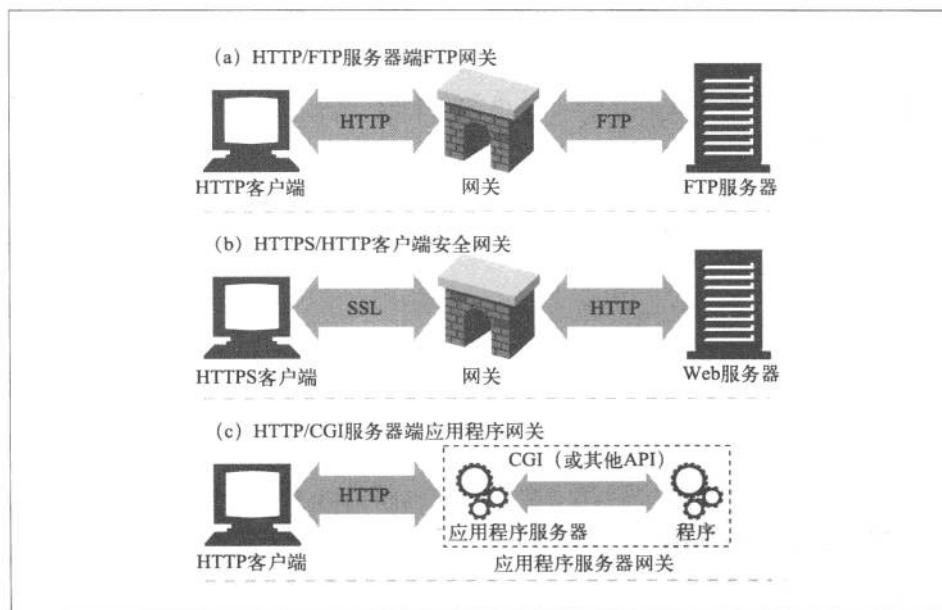 (a) HTTP/FTP服务器端FTP网关
HTTP
FTP
HTTP客户端
网关
FTP服务器
(b) HTTPS/HTTP客户端安全网关
SSL
HTTP
HTTPS客户端
网关
Web服务器
(c) HTTP/CGI服务器端应用程序网关
CGI（或其他API）
HTTP
应用程序服务器
程序
HTTP客户端
应用程序服务器网关